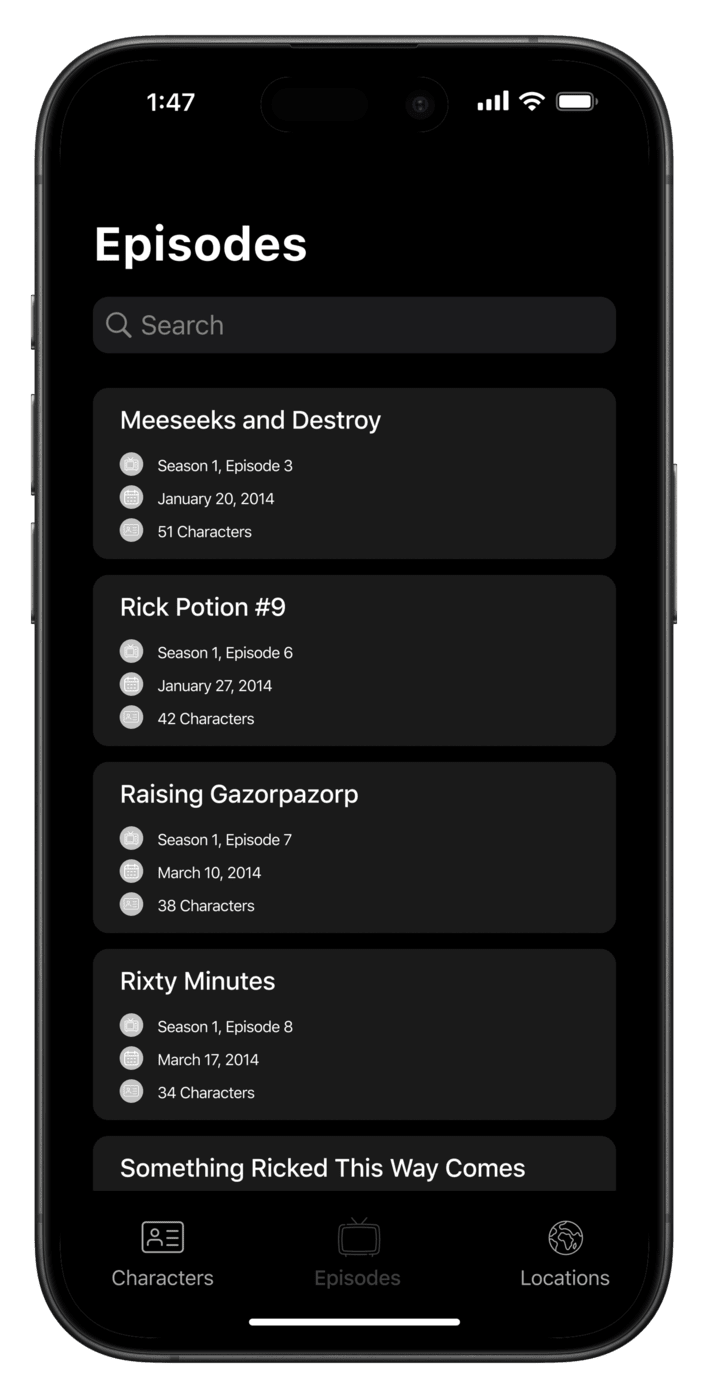 1:47
Episodes
Search
Meeseeks and Destroy
Season 1, Episode 3
January 20, 2014
51 Characters
Rick Potion #9
Season 1, Episode 6
January 27, 2014
42 Characters
Raising Gazorpazorp
Season 1, Episode 7
March 10, 2014
38 Characters
Rixty Minutes
Season 1, Episode 8
March 17, 2014
34 Characters
Something Ricked This Way Comes
Characters
Episodes
Locations